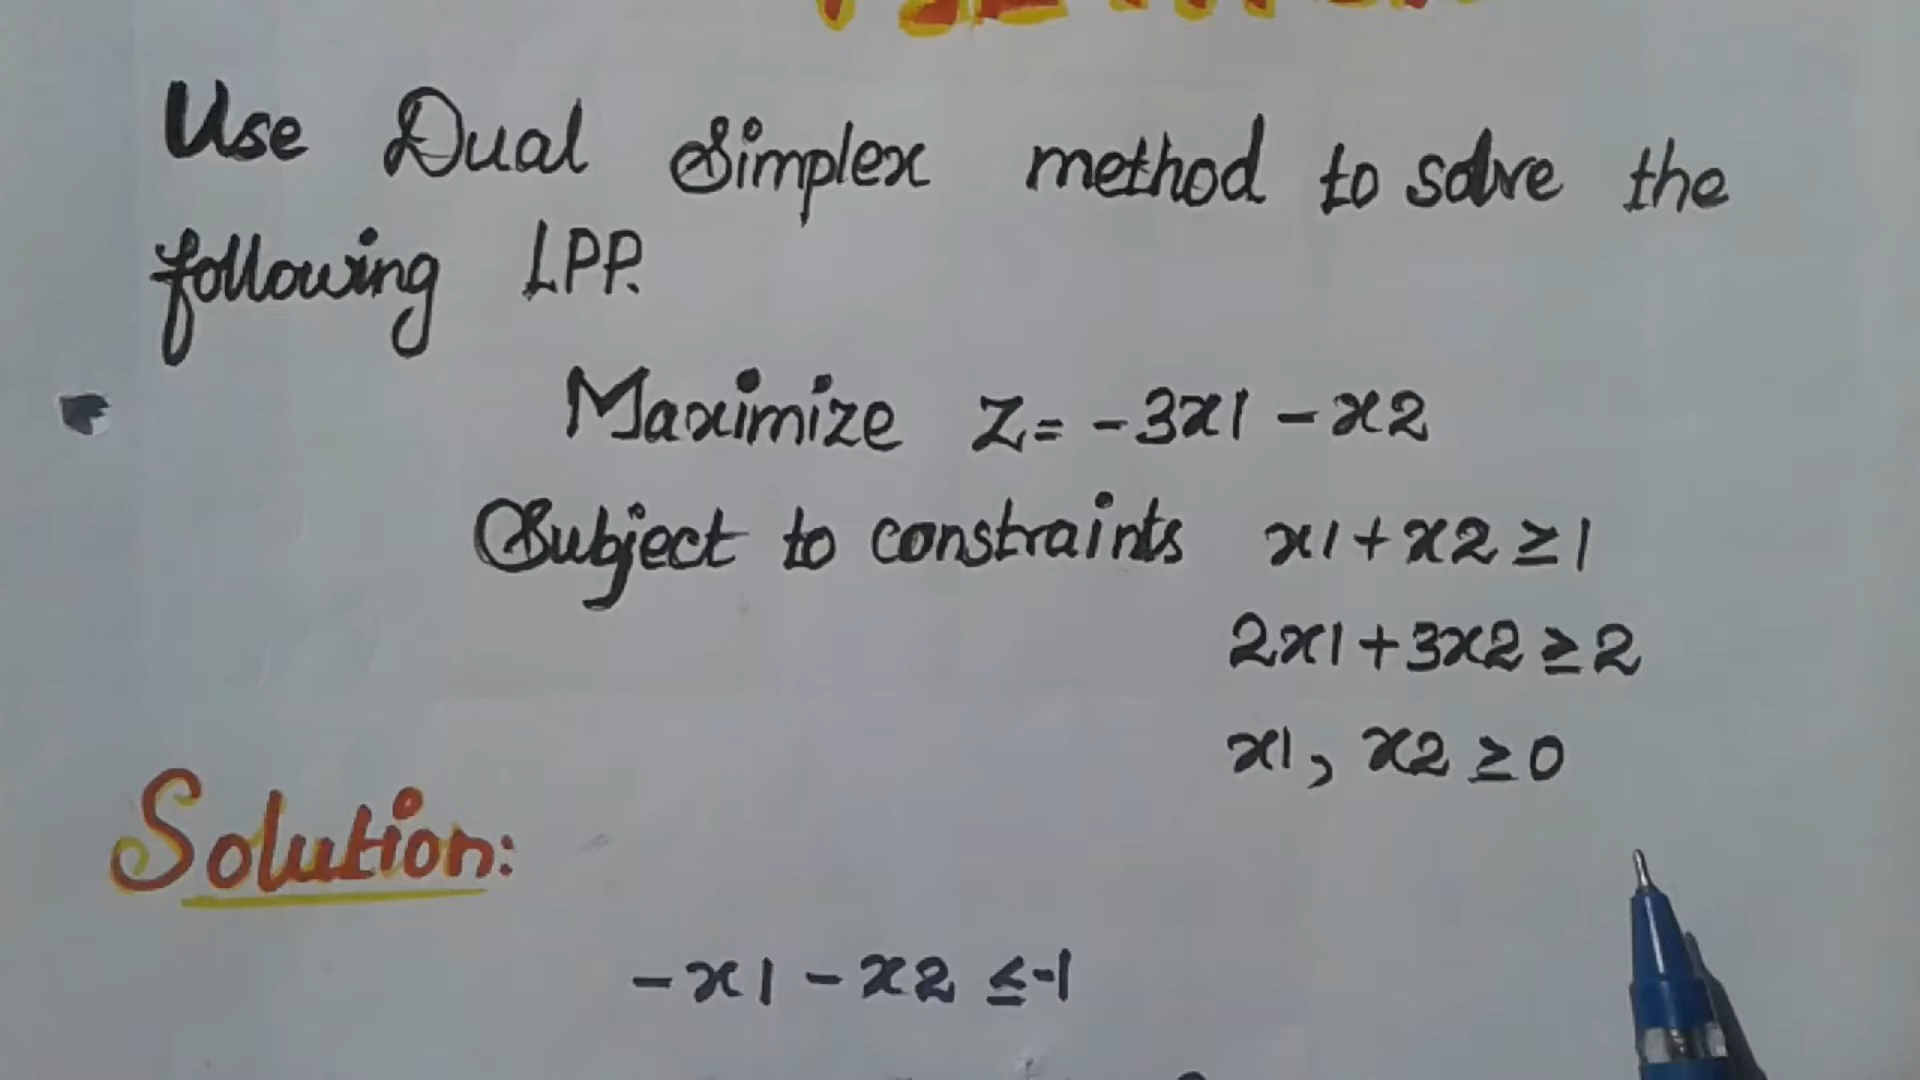 Use Dual Simplex method to solve the
following LPP.
Maximize Z = -3x1 - x2
Subject to constraints x1 + x2 ≥ 1
2x1 + 3x2 ≥ 2
x1, x2 ≥ 0
Solution:
-x1 - x2 ≤ -1